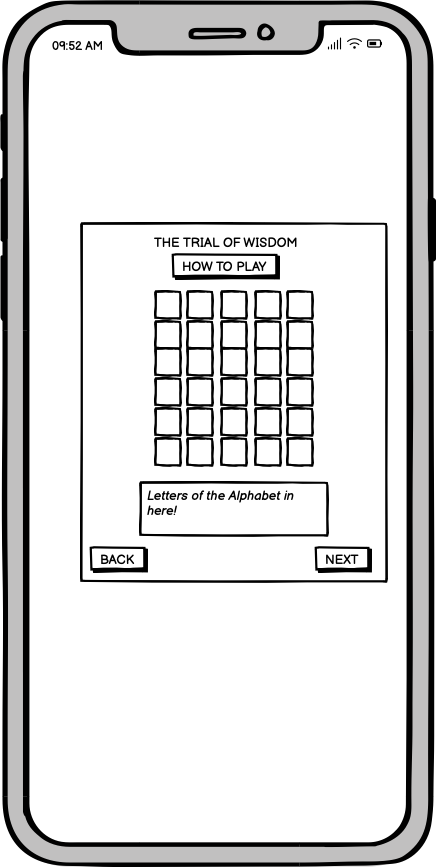 09:52 AM
THE TRIAL OF WISDOM
HOW TO PLAY
Letters of the Alphabet in
here!
BACK
NEXT